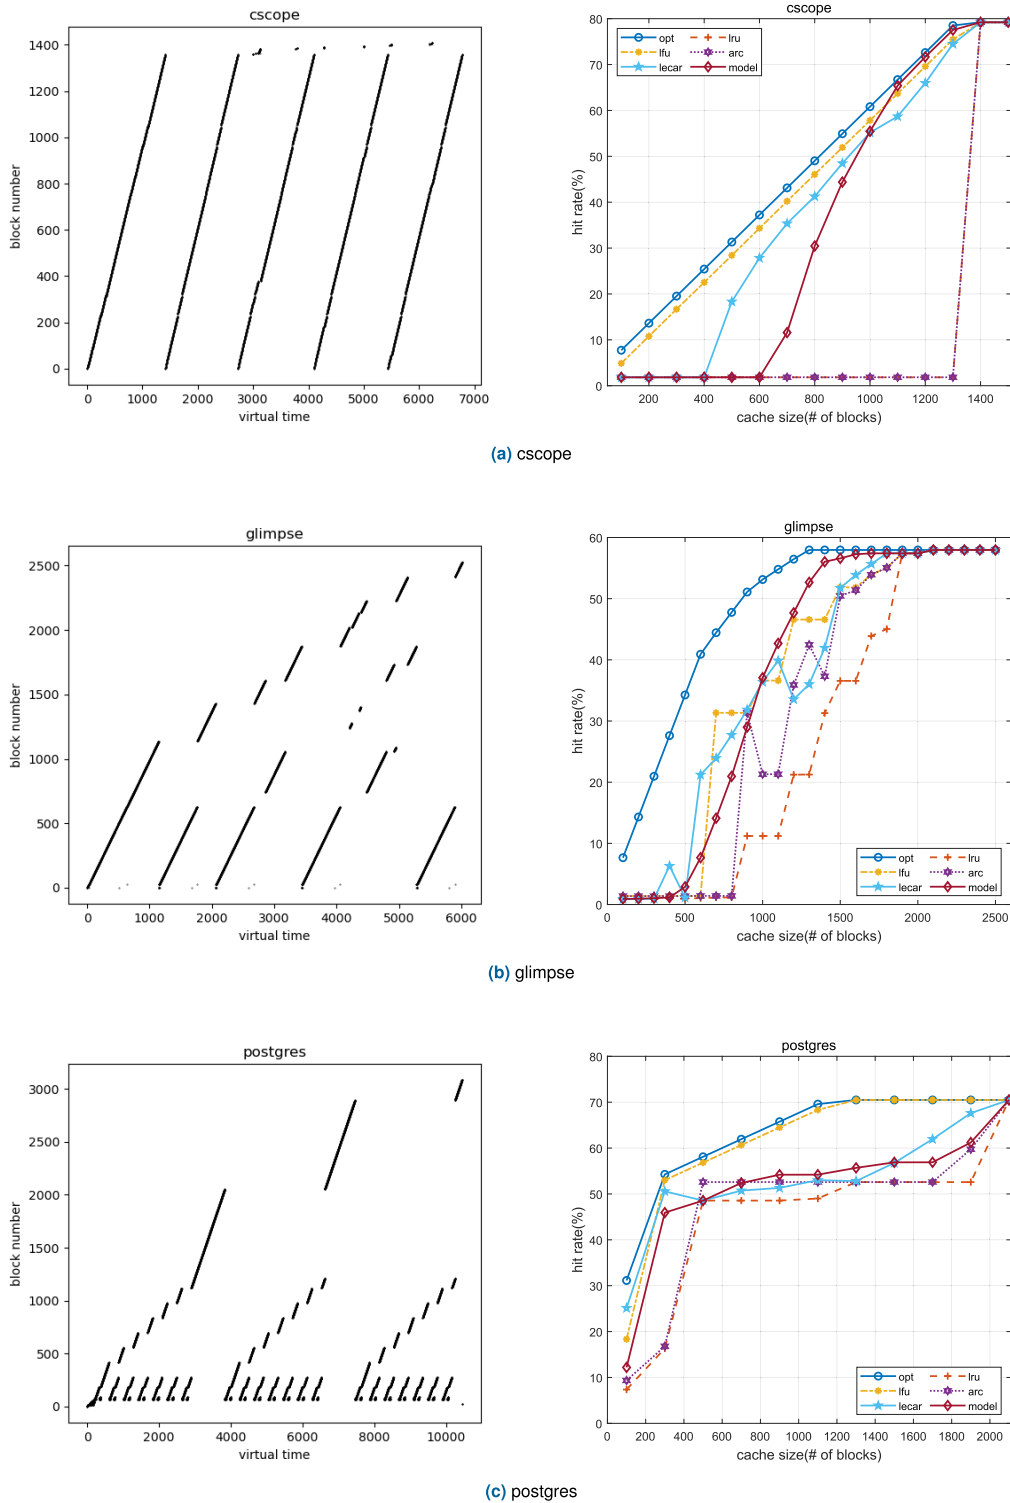 cscope
block number
1400
1200
1000
800
600
400
200
0
0 1000 2000 3000 4000 5000 6000 7000
virtual time
cscope
hit rate(%)
80
70
60
50
40
30
20
10
0
opt lru
lfu arc
lecar model
200 400 600 800 1000 1200 1400
cache size(# of blocks)
(a) cscope
glimpse
block number
2500
2000
1500
1000
500
0
0 1000 2000 3000 4000 5000 6000
virtual time
glimpse
hit rate(%)
60
50
40
30
20
10
0
opt lru
lfu arc
lecar model
0 500 1000 1500 2000 2500
cache size(# of blocks)
(b) glimpse
postgres
block number
3000
2500
2000
1500
1000
500
0
0 2000 4000 6000 8000 10000
virtual time
postgres
hit rate(%)
80
70
60
50
40
30
20
10
0
opt lru
lfu arc
lecar model
0 200 400 600 800 1000 1200 1400 1600 1800 2000
cache size(# of blocks)
(c) postgres